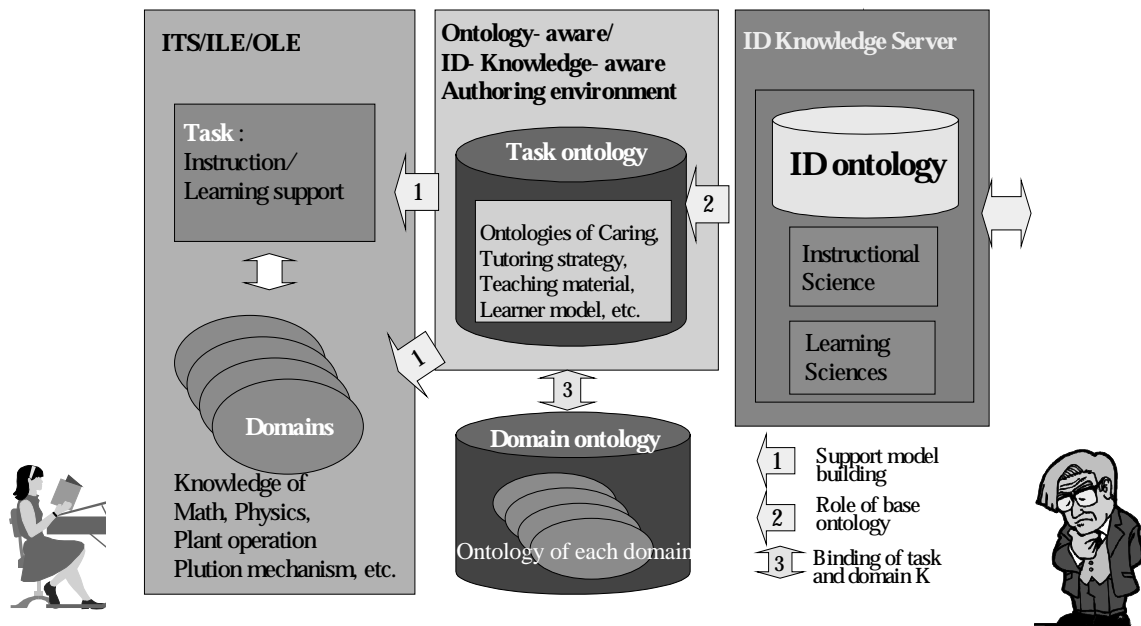 ITS/ILE/OLE
Task :
Instruction/
Learning support
Domains
Knowledge of
Math, Physics,
Plant operation
Plution mechanism, etc.
Ontology- aware/
ID- Knowledge- aware
Authoring environment
Task ontology
Ontologies of Caring,
Tutoring strategy,
Teaching material,
Learner model, etc.
1
1
2
3
Domain ontology
Ontology of each domain
ID Knowledge Server
ID ontology
Instructional
Science
Learning
Sciences
1 Support model
building
2 Role of base
ontology
3 Binding of task
and domain K